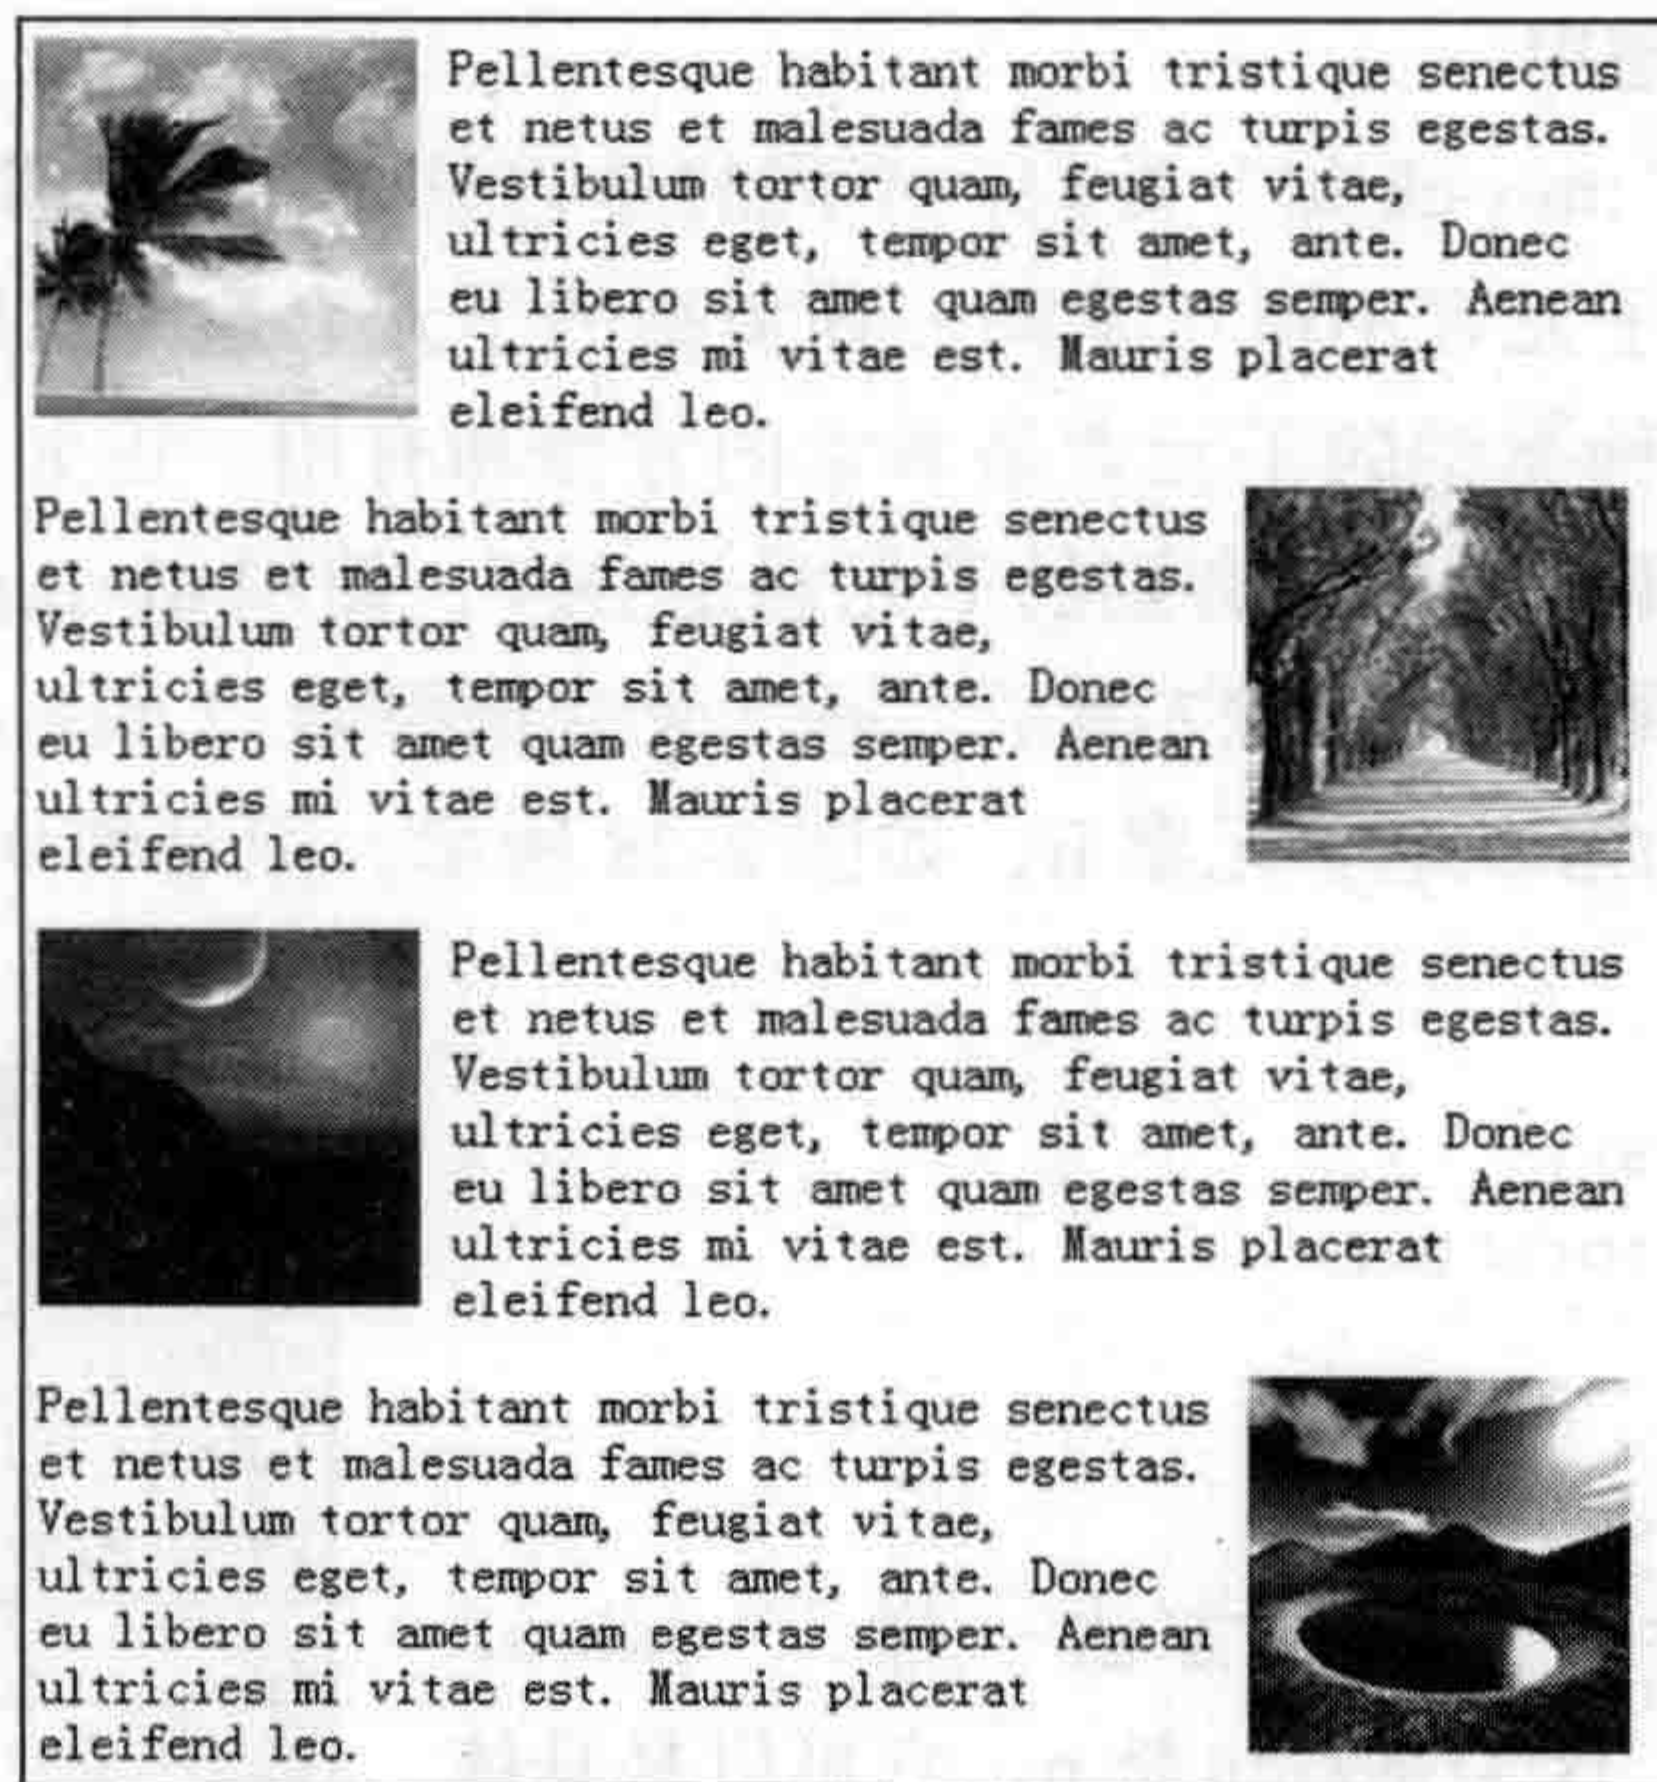 Pellentesque habitant morbi tristique senectus
et netus et malesuada fames ac turpis egestas.
Vestibulum tortor quam, feugiat vitae,
ultricies eget, tempor sit amet, ante. Donec
eu libero sit amet quam egestas semper. Aenean
ultricies mi vitae est. Mauris placerat
eleifend leo.
Pellentesque habitant morbi tristique senectus
et netus et malesuada fames ac turpis egestas.
Vestibulum tortor quam, feugiat vitae,
ultricies eget, tempor sit amet, ante. Donec
eu libero sit amet quam egestas semper. Aenean
ultricies mi vitae est. Mauris placerat
eleifend leo.
Pellentesque habitant morbi tristique senectus
et netus et malesuada fames ac turpis egestas.
Vestibulum tortor quam, feugiat vitae,
ultricies eget, tempor sit amet, ante. Donec
eu libero sit amet quam egestas semper. Aenean
ultricies mi vitae est. Mauris placerat
eleifend leo.
Pellentesque habitant morbi tristique senectus
et netus et malesuada fames ac turpis egestas.
Vestibulum tortor quam, feugiat vitae,
ultricies eget, tempor sit amet, ante. Donec
eu libero sit amet quam egestas semper. Aenean
ultricies mi vitae est. Mauris placerat
eleifend leo.